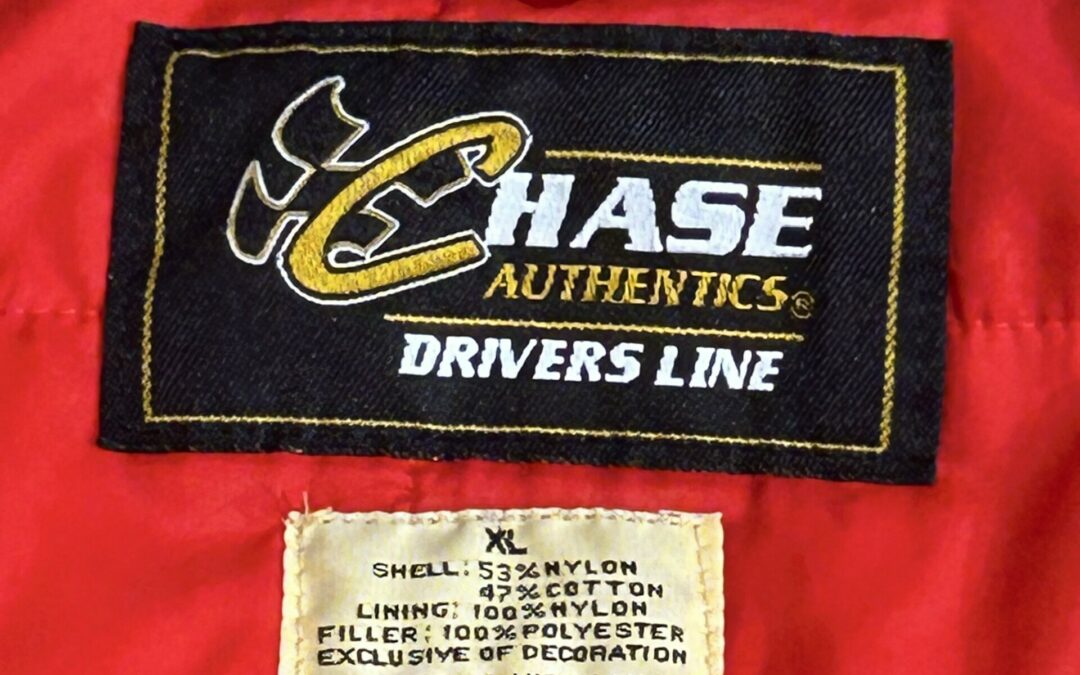 CHASE
AUTHENTICS®
DRIVERS LINE
XL
SHELL: 53% NYLON
47% COTTON
LINING: 100% NYLON
FILLER: 100% POLYESTER
EXCLUSIVE OF DECORATION